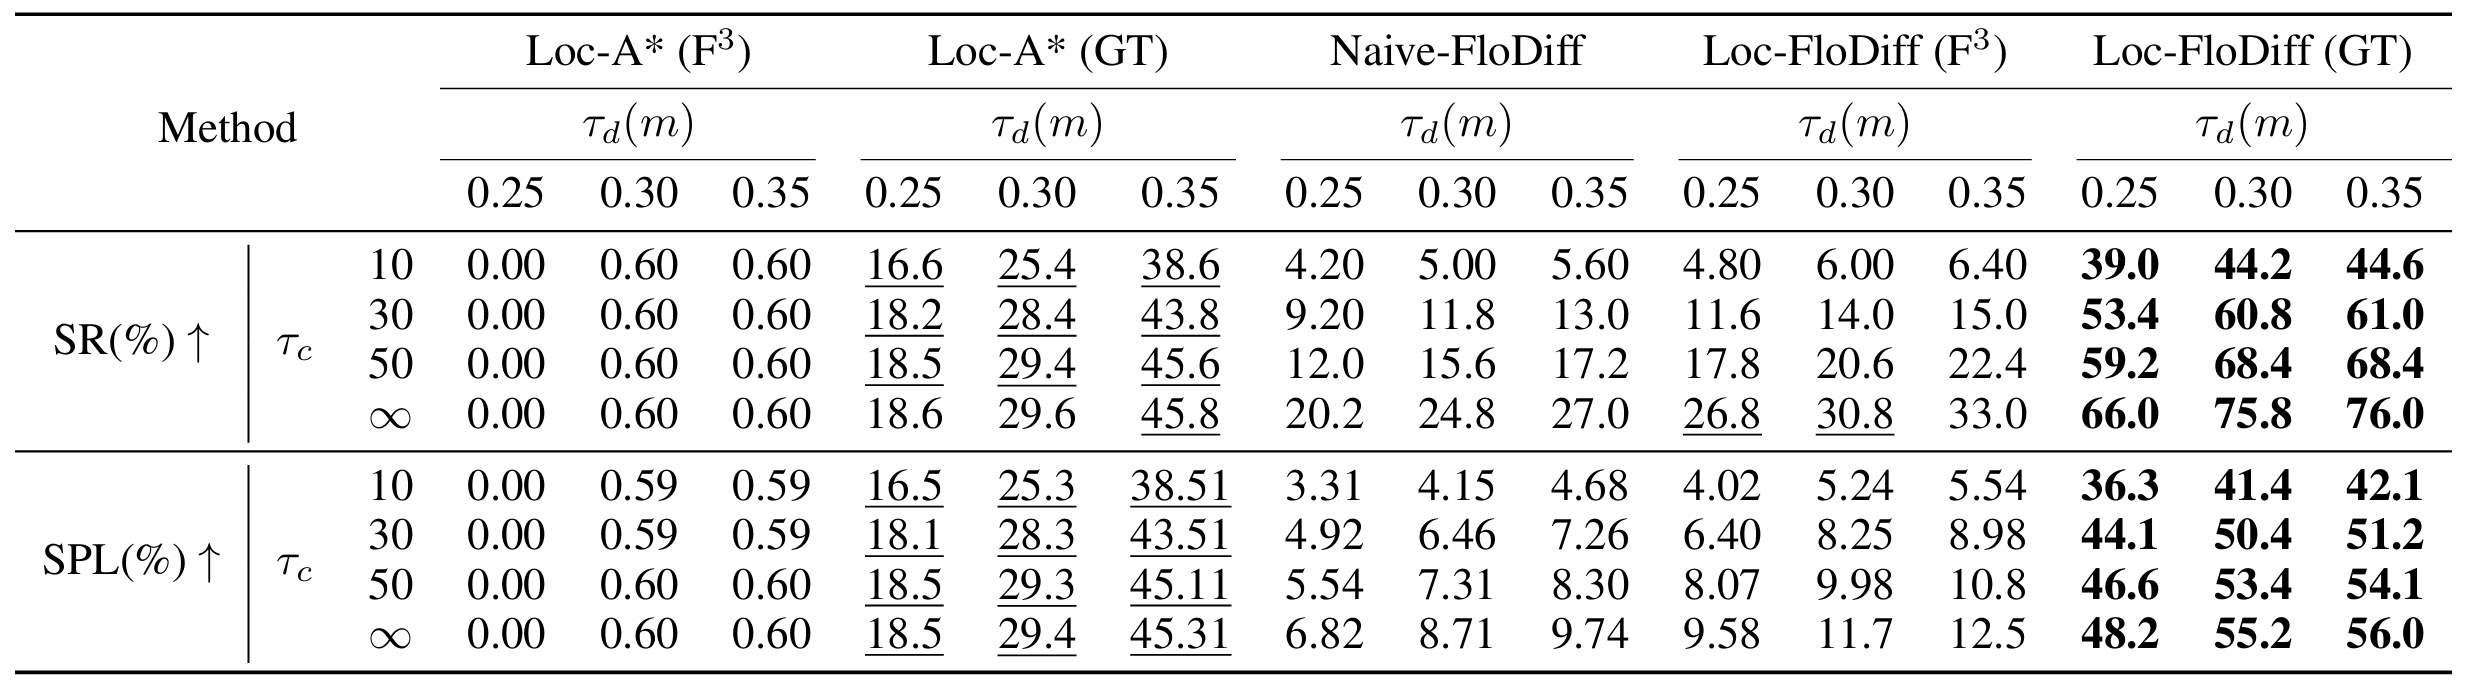 Loc-A* (F³) Loc-A* (GT) Naive-FloDiff Loc-FloDiff (F³) Loc-FloDiff (GT)
Method τd(m) τd(m) τd(m) τd(m) τd(m)
0.25 0.30 0.35 0.25 0.30 0.35 0.25 0.30 0.35 0.25 0.30 0.35 0.25 0.30 0.35
SR(%) ↑ τc
10 0.00 0.60 0.60 16.6 25.4 38.6 4.20 5.00 5.60 4.80 6.00 6.40 39.0 44.2 44.6
30 0.00 0.60 0.60 18.2 28.4 43.8 9.20 11.8 13.0 11.6 14.0 15.0 53.4 60.8 61.0
50 0.00 0.60 0.60 18.5 29.4 45.6 12.0 15.6 17.2 17.8 20.6 22.4 59.2 68.4 68.4
∞ 0.00 0.60 0.60 18.6 29.6 45.8 20.2 24.8 27.0 26.8 30.8 33.0 66.0 75.8 76.0
SPL(%) ↑ τc
10 0.00 0.59 0.59 16.5 25.3 38.51 3.31 4.15 4.68 4.02 5.24 5.54 36.3 41.4 42.1
30 0.00 0.59 0.59 18.1 28.3 43.51 4.92 6.46 7.26 6.40 8.25 8.98 44.1 50.4 51.2
50 0.00 0.60 0.60 18.5 29.3 45.11 5.54 7.31 8.30 8.07 9.98 10.8 46.6 53.4 54.1
∞ 0.00 0.60 0.60 18.5 29.4 45.31 6.82 8.71 9.74 9.58 11.7 12.5 48.2 55.2 56.0